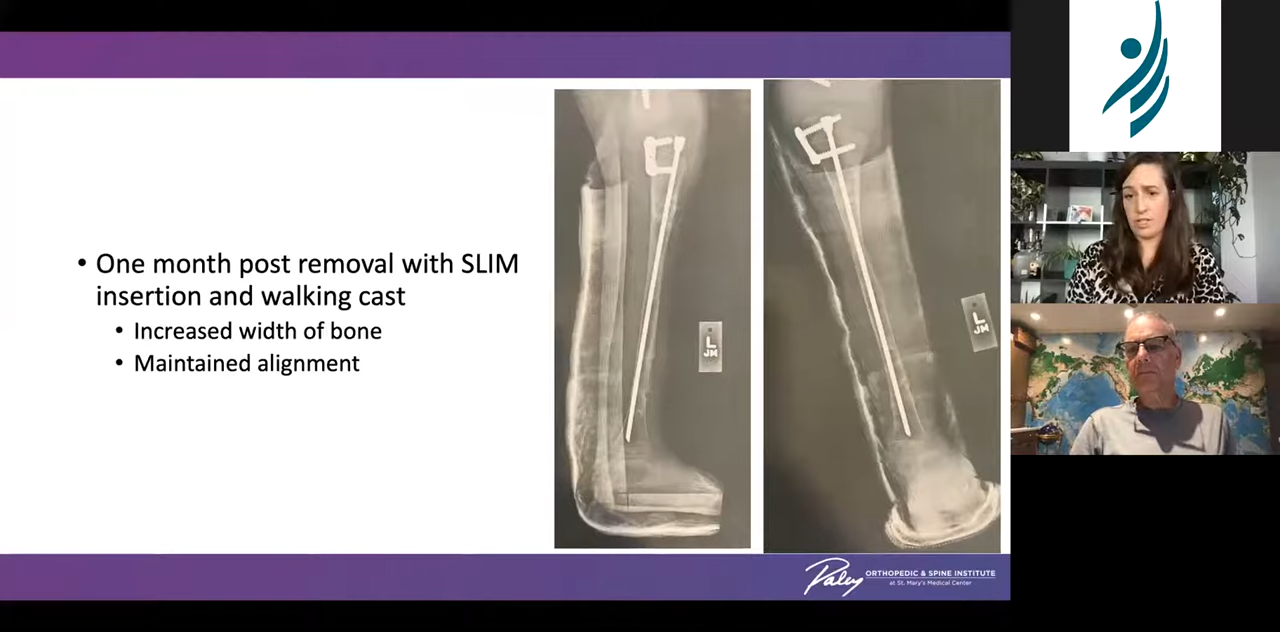 • One month post removal with SLIM
insertion and walking cast
• Increased width of bone
• Maintained alignment
L
JM
L
JM
Paley
ORTHOPEDIC & SPINE INSTITUTE
at St. Mary's Medical Center